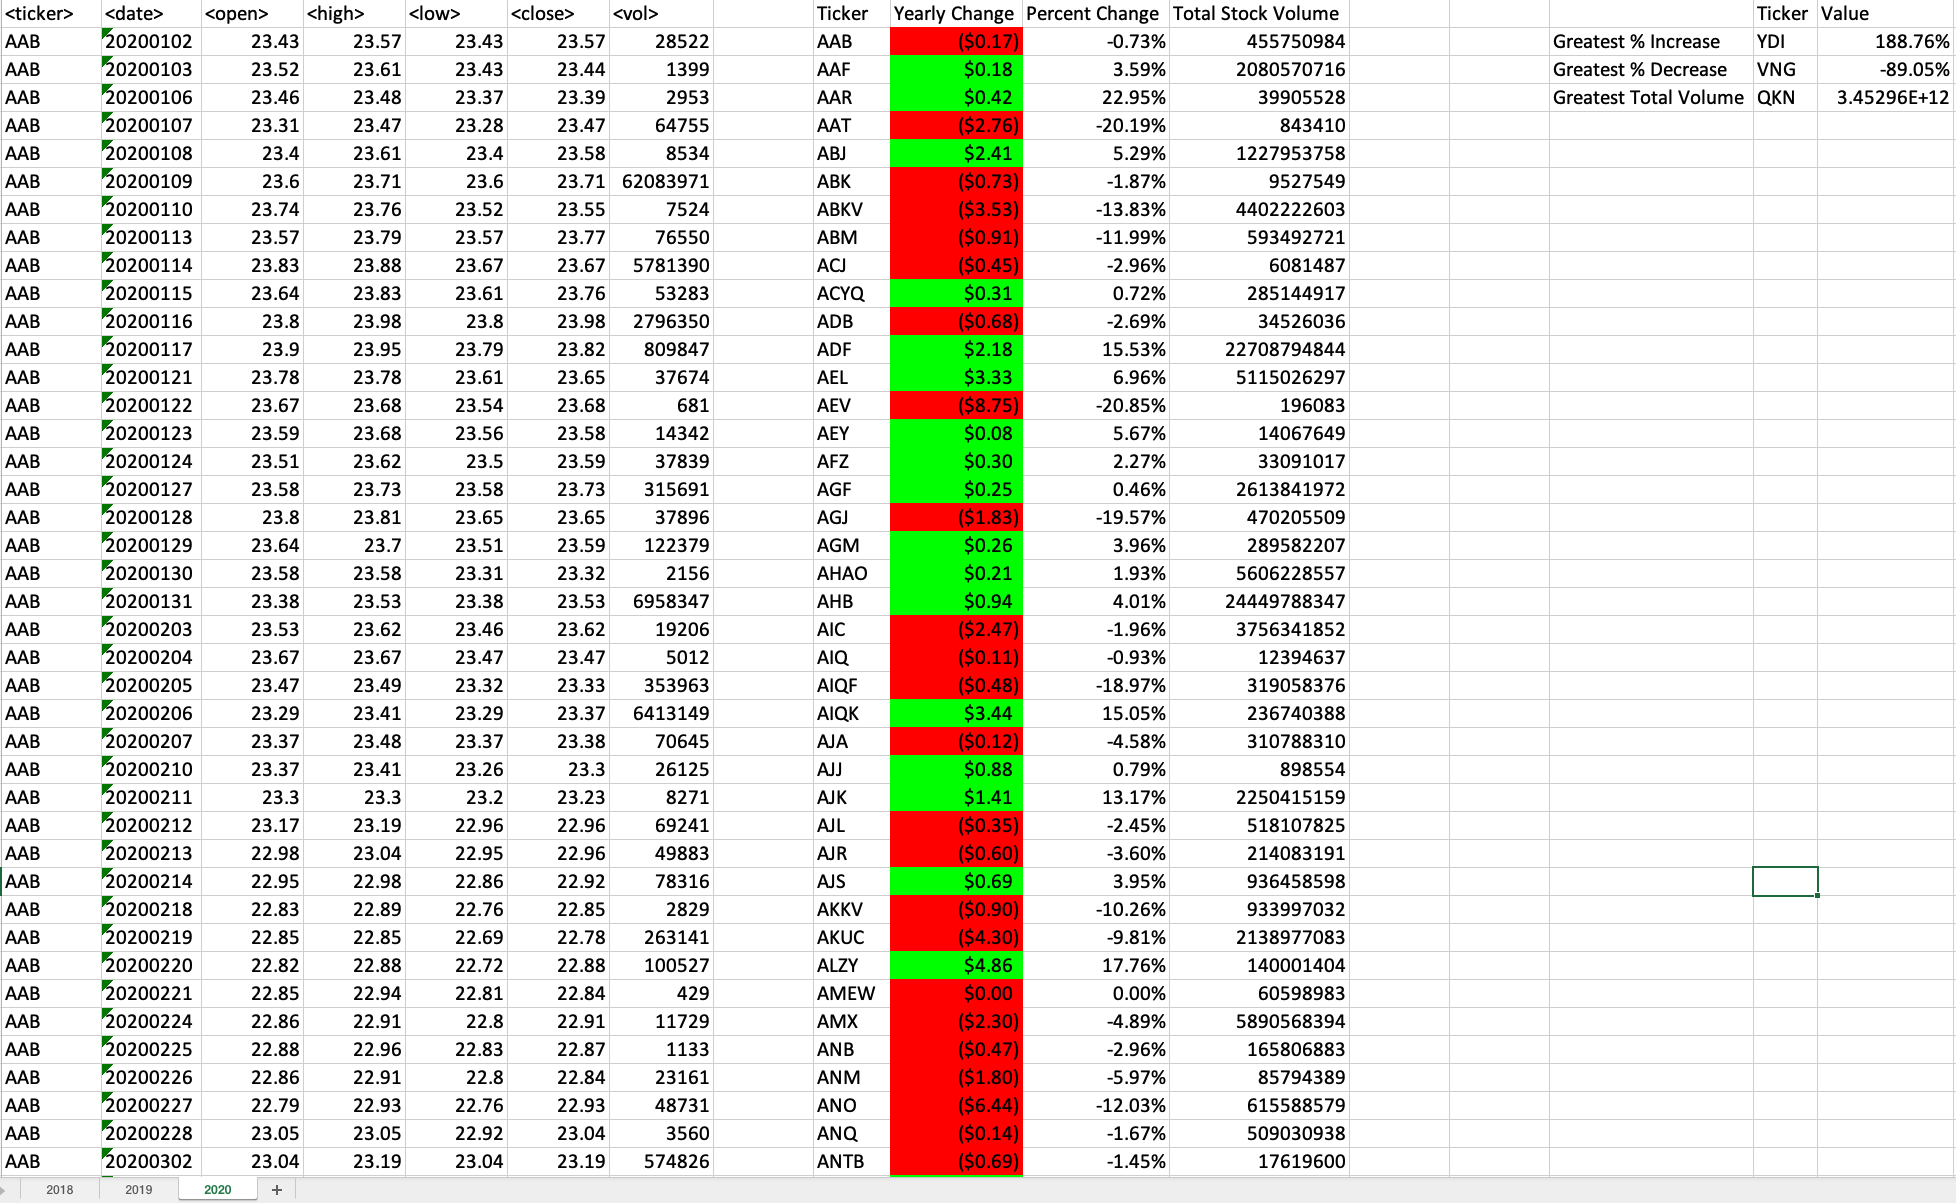 <ticker> <date> <open> <high> <low> <close> <vol> Ticker Yearly Change Percent Change Total Stock Volume Ticker Value
AAB 20200102 23.43 23.57 23.43 23.57 28522 AAB ($0.17) -0.73% 455750984 Greatest % Increase YDI 188.76%
AAB 20200103 23.52 23.61 23.43 23.44 1399 AAF $0.18 3.59% 2080570716 Greatest % Decrease VNG -89.05%
AAB 20200106 23.46 23.48 23.37 23.39 2953 AAR $0.42 22.95% 39905528 Greatest Total Volume QKN 3.45296E+12
AAB 20200107 23.31 23.47 23.28 23.47 64755 AAT ($2.76) -20.19% 843410
AAB 20200108 23.4 23.61 23.4 23.58 8534 ABJ $2.41 5.29% 1227953758
AAB 20200109 23.6 23.71 23.6 23.71 62083971 ABK ($0.73) -1.87% 9527549
AAB 20200110 23.74 23.76 23.52 23.55 7524 ABKV ($3.53) -13.83% 4402222603
AAB 20200113 23.57 23.79 23.57 23.77 76550 ABM ($0.91) -11.99% 593492721
AAB 20200114 23.83 23.88 23.67 23.67 5781390 ACJ ($0.45) -2.96% 6081487
AAB 20200115 23.64 23.83 23.61 23.76 53283 ACYQ $0.31 0.72% 285144917
AAB 20200116 23.8 23.98 23.8 23.98 2796350 ADB ($0.68) -2.69% 34526036
AAB 20200117 23.9 23.95 23.79 23.82 809847 ADF $2.18 15.53% 22708794844
AAB 20200121 23.78 23.78 23.61 23.65 37674 AEL $3.33 6.96% 5115026297
AAB 20200122 23.67 23.68 23.54 23.68 681 AEV ($8.75) -20.85% 196083
AAB 20200123 23.59 23.68 23.56 23.58 14342 AEY $0.08 5.67% 14067649
AAB 20200124 23.51 23.62 23.5 23.59 37839 AFZ $0.30 2.27% 33091017
AAB 20200127 23.58 23.73 23.58 23.73 315691 AGF $0.25 0.46% 2613841972
AAB 20200128 23.8 23.81 23.65 23.65 37896 AGJ ($1.83) -19.57% 470205509
AAB 20200129 23.64 23.7 23.51 23.59 122379 AGM $0.26 3.96% 289582207
AAB 20200130 23.58 23.58 23.31 23.32 2156 AHAO $0.21 1.93% 5606228557
AAB 20200131 23.38 23.53 23.38 23.53 6958347 AHB $0.94 4.01% 24449788347
AAB 20200203 23.53 23.62 23.46 23.62 19206 AIC ($2.47) -1.96% 3756341852
AAB 20200204 23.67 23.67 23.47 23.47 5012 AIQ ($0.11) -0.93% 12394637
AAB 20200205 23.47 23.49 23.32 23.33 353963 AIQF ($0.48) -18.97% 319058376
AAB 20200206 23.29 23.41 23.29 23.37 6413149 AIQK $3.44 15.05% 236740388
AAB 20200207 23.37 23.48 23.37 23.38 70645 AJA ($0.12) -4.58% 310788310
AAB 20200210 23.37 23.41 23.26 23.3 26125 AJJ $0.88 0.79% 898554
AAB 20200211 23.3 23.3 23.2 23.23 8271 AJK $1.41 13.17% 2250415159
AAB 20200212 23.17 23.19 22.96 22.96 69241 AJL ($0.35) -2.45% 518107825
AAB 20200213 22.98 23.04 22.95 22.96 49883 AJR ($0.60) -3.60% 214083191
AAB 20200214 22.95 22.98 22.86 22.92 78316 AJS $0.69 3.95% 936458598
AAB 20200218 22.83 22.89 22.76 22.85 2829 AKKV ($0.90) -10.26% 933997032
AAB 20200219 22.85 22.85 22.69 22.78 263141 AKUC ($4.30) -9.81% 2138977083
AAB 20200220 22.82 22.88 22.72 22.88 100527 ALZY $4.86 17.76% 140001404
AAB 20200221 22.85 22.94 22.81 22.84 429 AMEW $0.00 0.00% 60598983
AAB 20200224 22.86 22.91 22.8 22.91 11729 AMX ($2.30) -4.89% 5890568394
AAB 20200225 22.88 22.96 22.83 22.87 1133 ANB ($0.47) -2.96% 165806883
AAB 20200226 22.86 22.91 22.8 22.84 23161 ANM ($1.80) -5.97% 85794389
AAB 20200227 22.79 22.93 22.76 22.93 48731 ANO ($6.44) -12.03% 615588579
AAB 20200228 23.05 23.05 22.92 23.04 3560 ANQ ($0.14) -1.67% 509030938
AAB 20200302 23.04 23.19 23.04 23.19 574826 ANTB ($0.69) -1.45% 17619600
2018 2019 2020 +